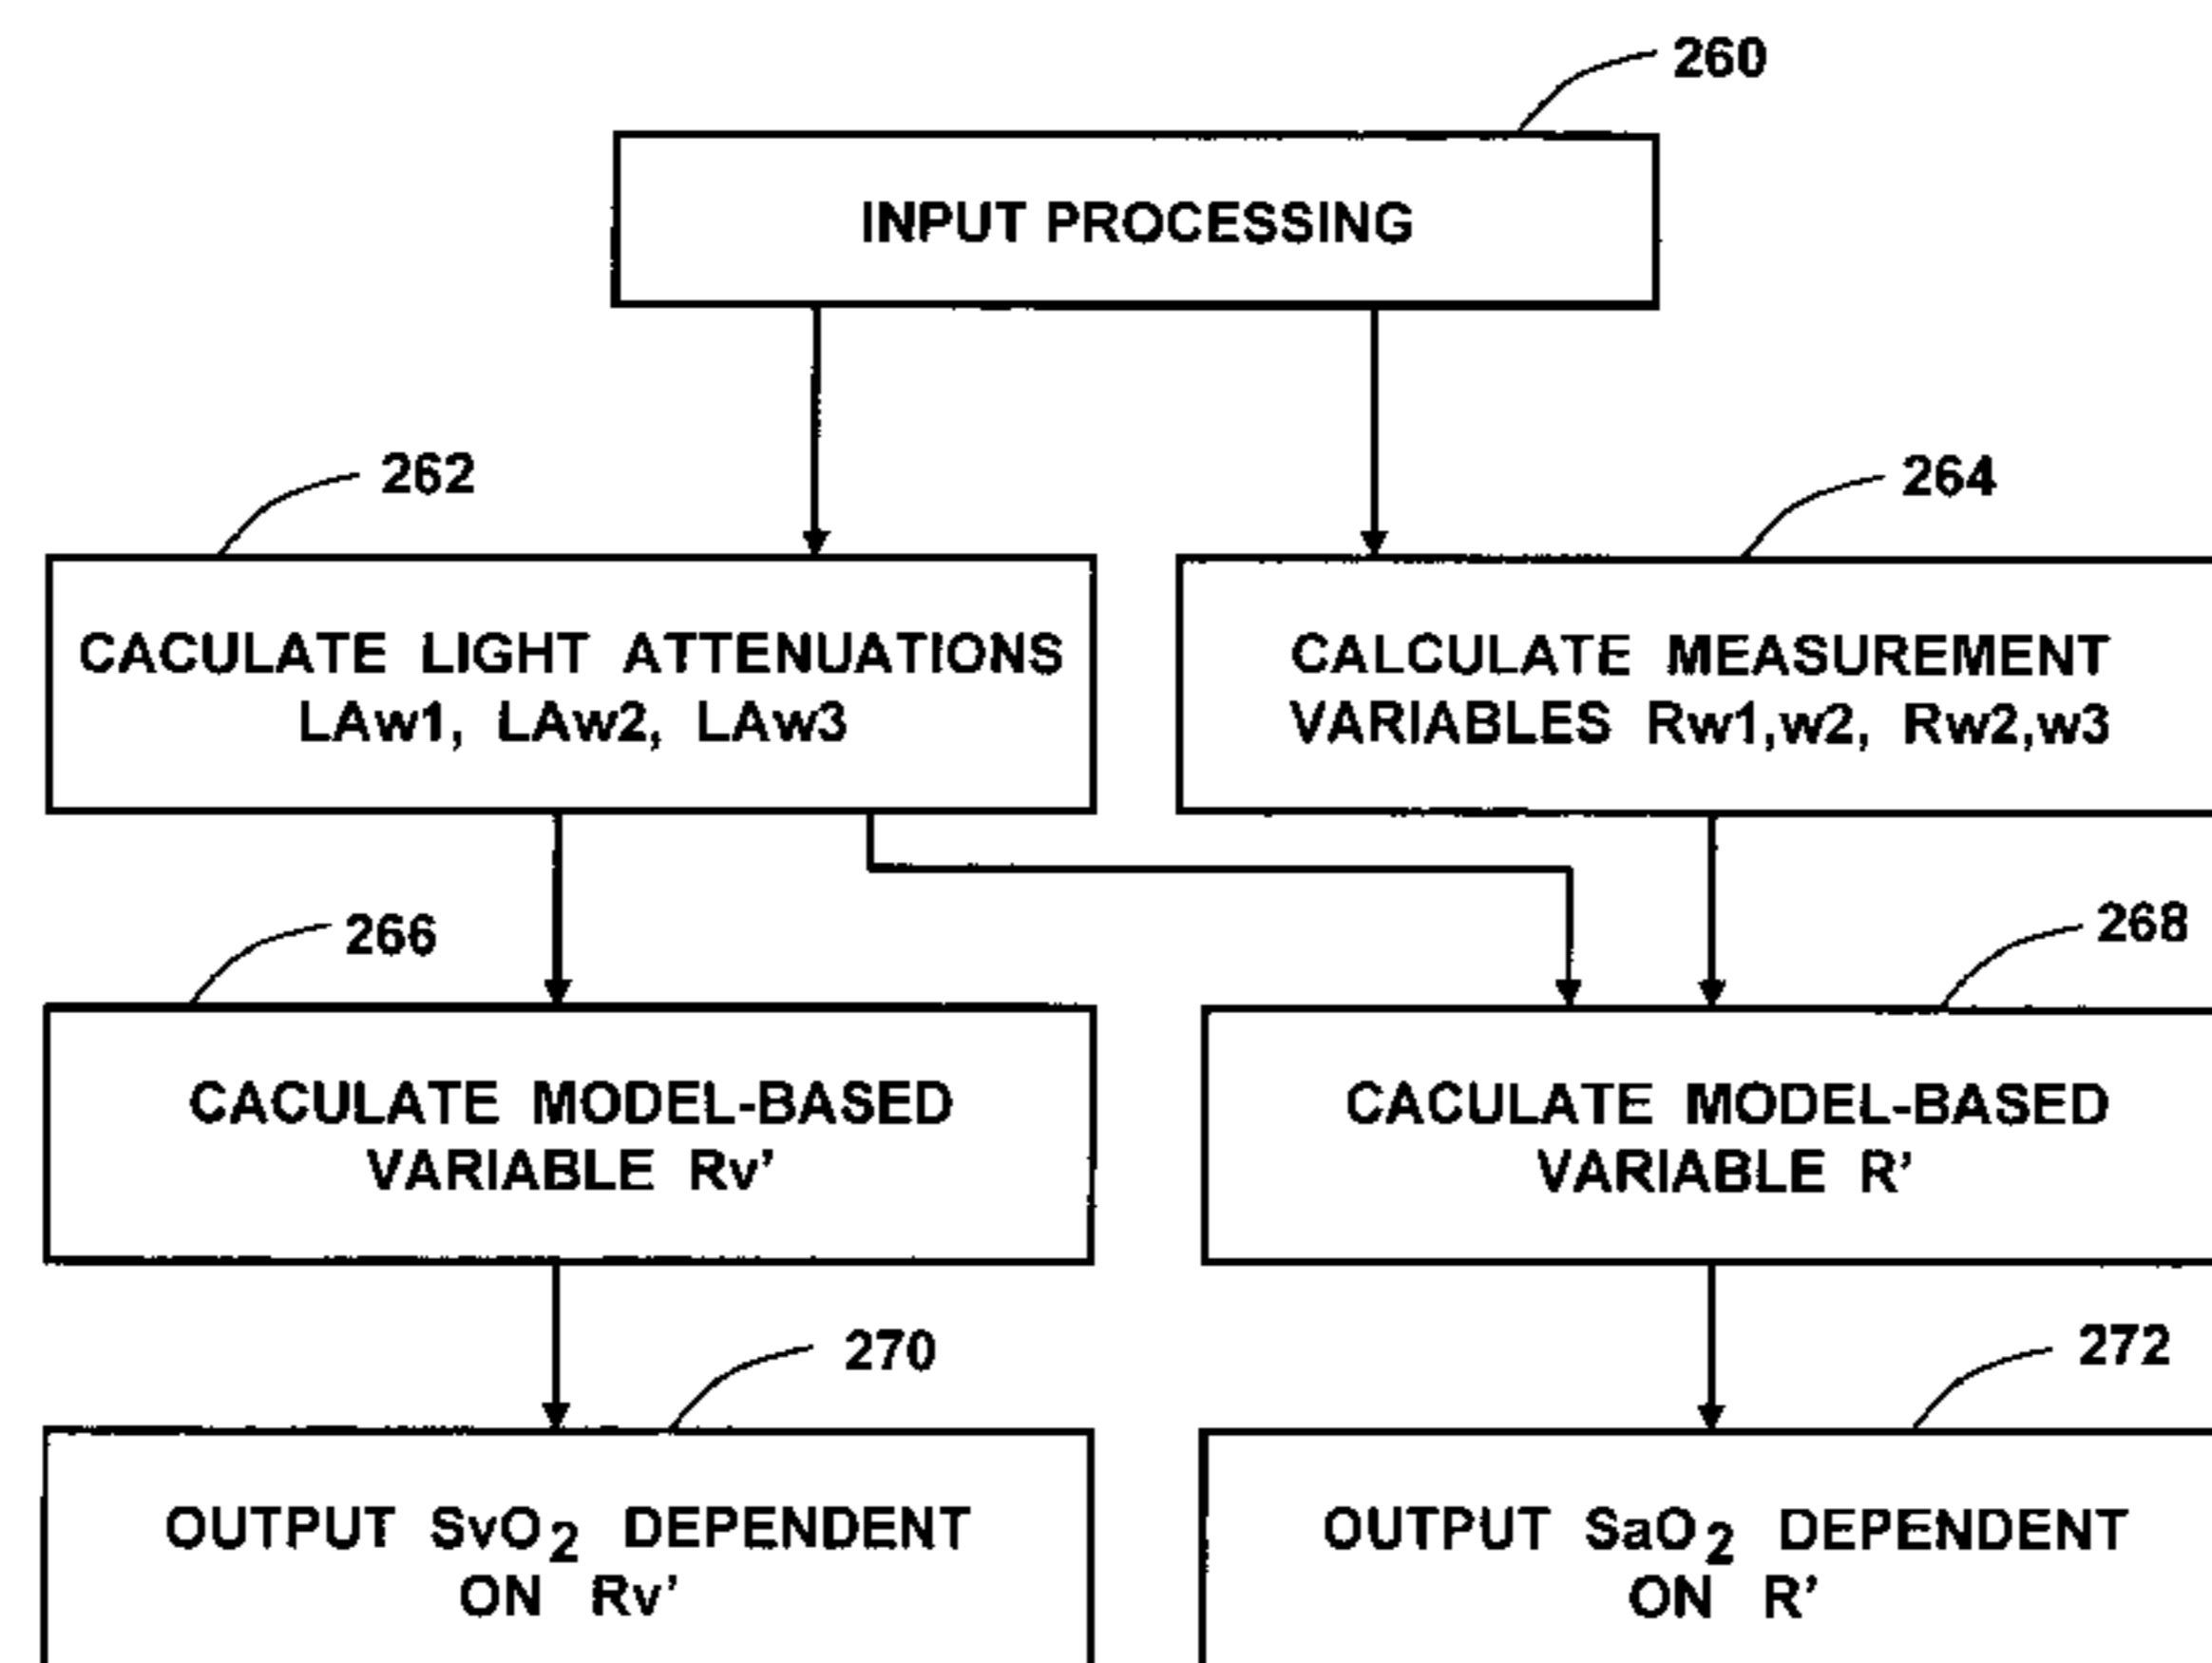 260
INPUT PROCESSING
262
264
CACULATE LIGHT ATTENUATIONS
LAw1, LAw2, LAw3
CALCULATE MEASUREMENT
VARIABLES Rw1,w2, Rw2,w3
266
268
CACULATE MODEL-BASED
VARIABLE Rv’
CACULATE MODEL-BASED
VARIABLE R’
270
272
OUTPUT SvO2 DEPENDENT
ON Rv’
OUTPUT SaO2 DEPENDENT
ON R’